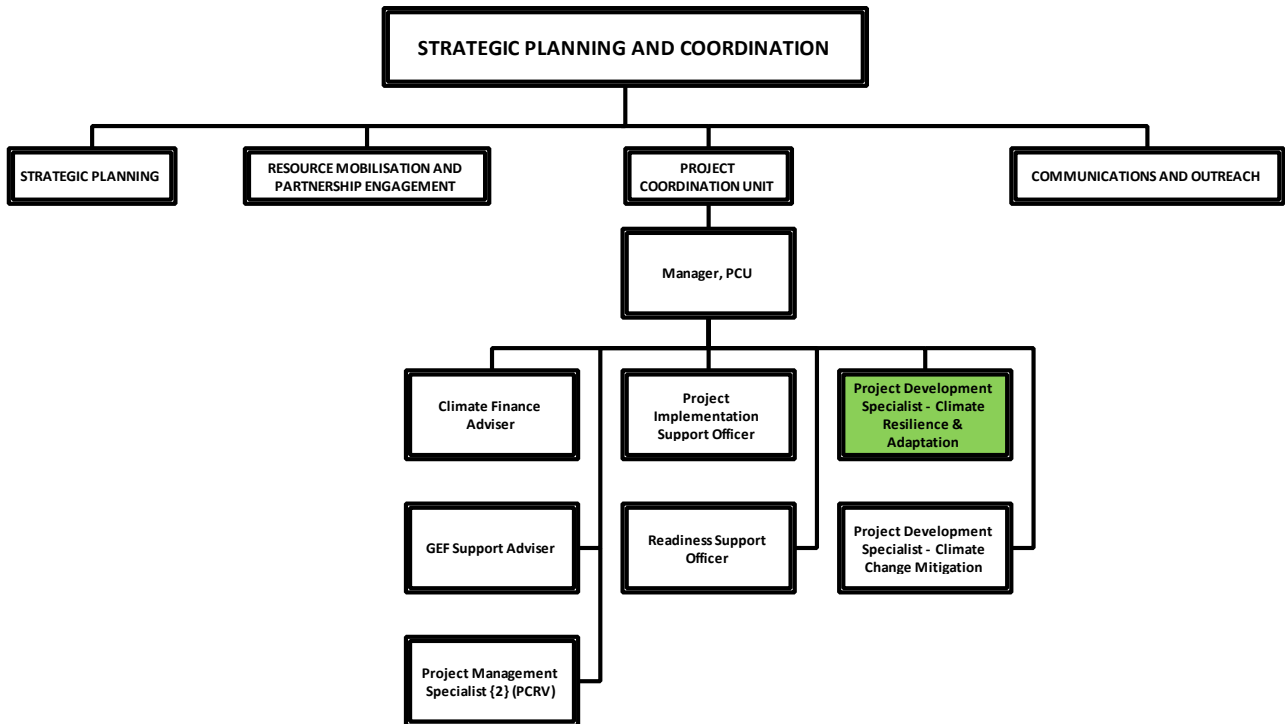 STRATEGIC PLANNING AND COORDINATION
STRATEGIC PLANNING
RESOURCE MOBILISATION AND
PARTNERSHIP ENGAGEMENT
PROJECT
COORDINATION UNIT
COMMUNICATIONS AND OUTREACH
Manager, PCU
Climate Finance
Adviser
Project
Implementation
Support Officer
Project Development
Specialist - Climate
Resilience &
Adaptation
GEF Support Adviser
Readiness Support
Officer
Project Development
Specialist - Climate
Change Mitigation
Project Management
Specialist {2} (PCRV)